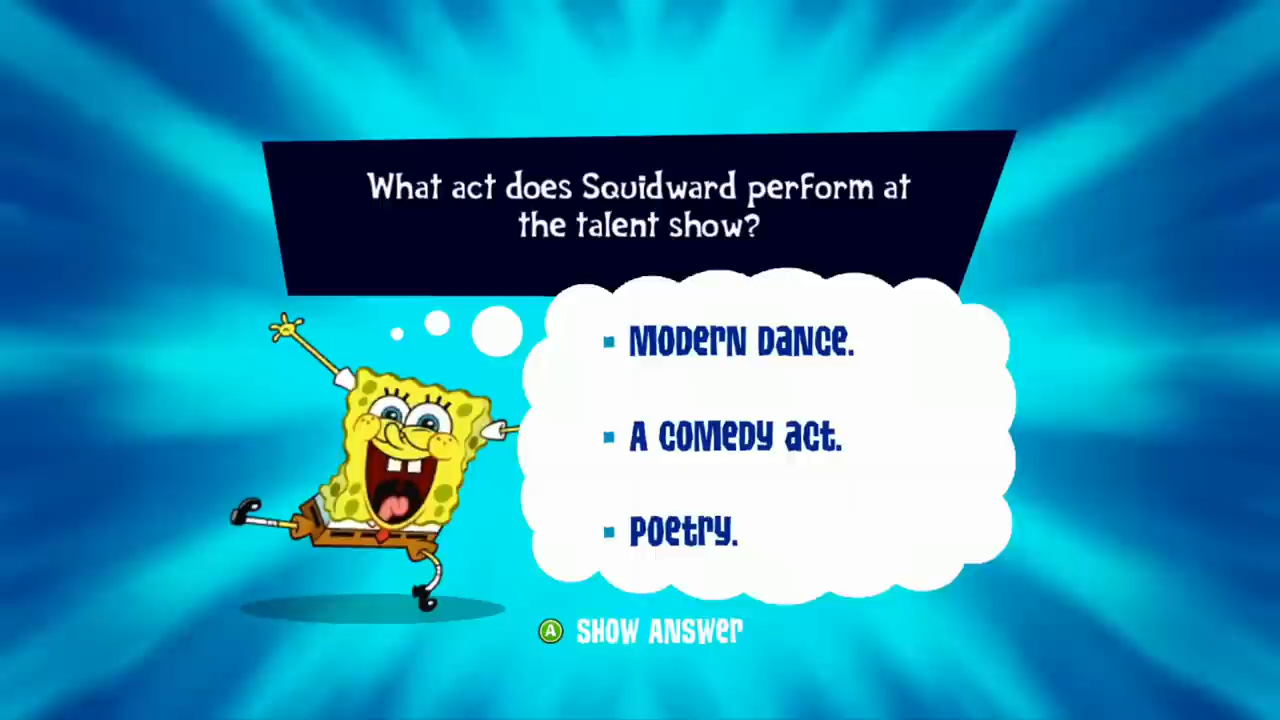 What act does Squidward perform at
the talent show?
Modern dance.
A comedy act.
Poetry.
A SHOW ANSWER